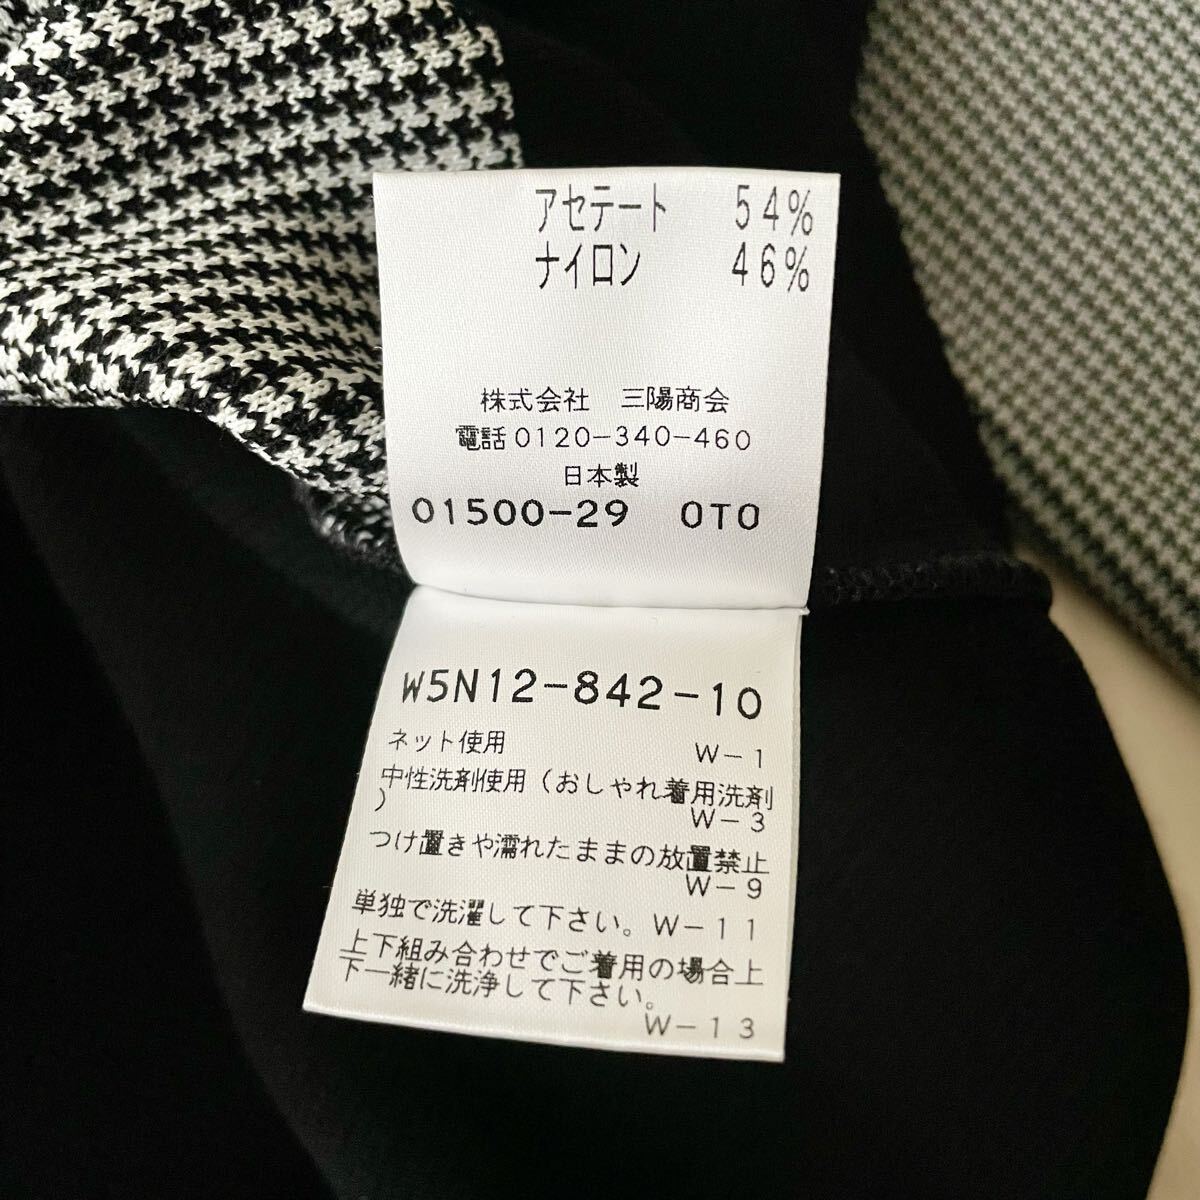 アセテート 54%
ナイロン 46%
株式会社 三陽商会
電話0120-340-460
日本製
01500-29 0T0
W5N12-842-10
ネット使用 W-1
中性洗剤使用（おしゃれ着用洗剤
） W-3
つけ置きや濡れたままの放置禁止
W-9
単独で洗濯して下さい。W-11
上下組み合わせでご着用の場合上
下一緒に洗浄して下さい。
W-13